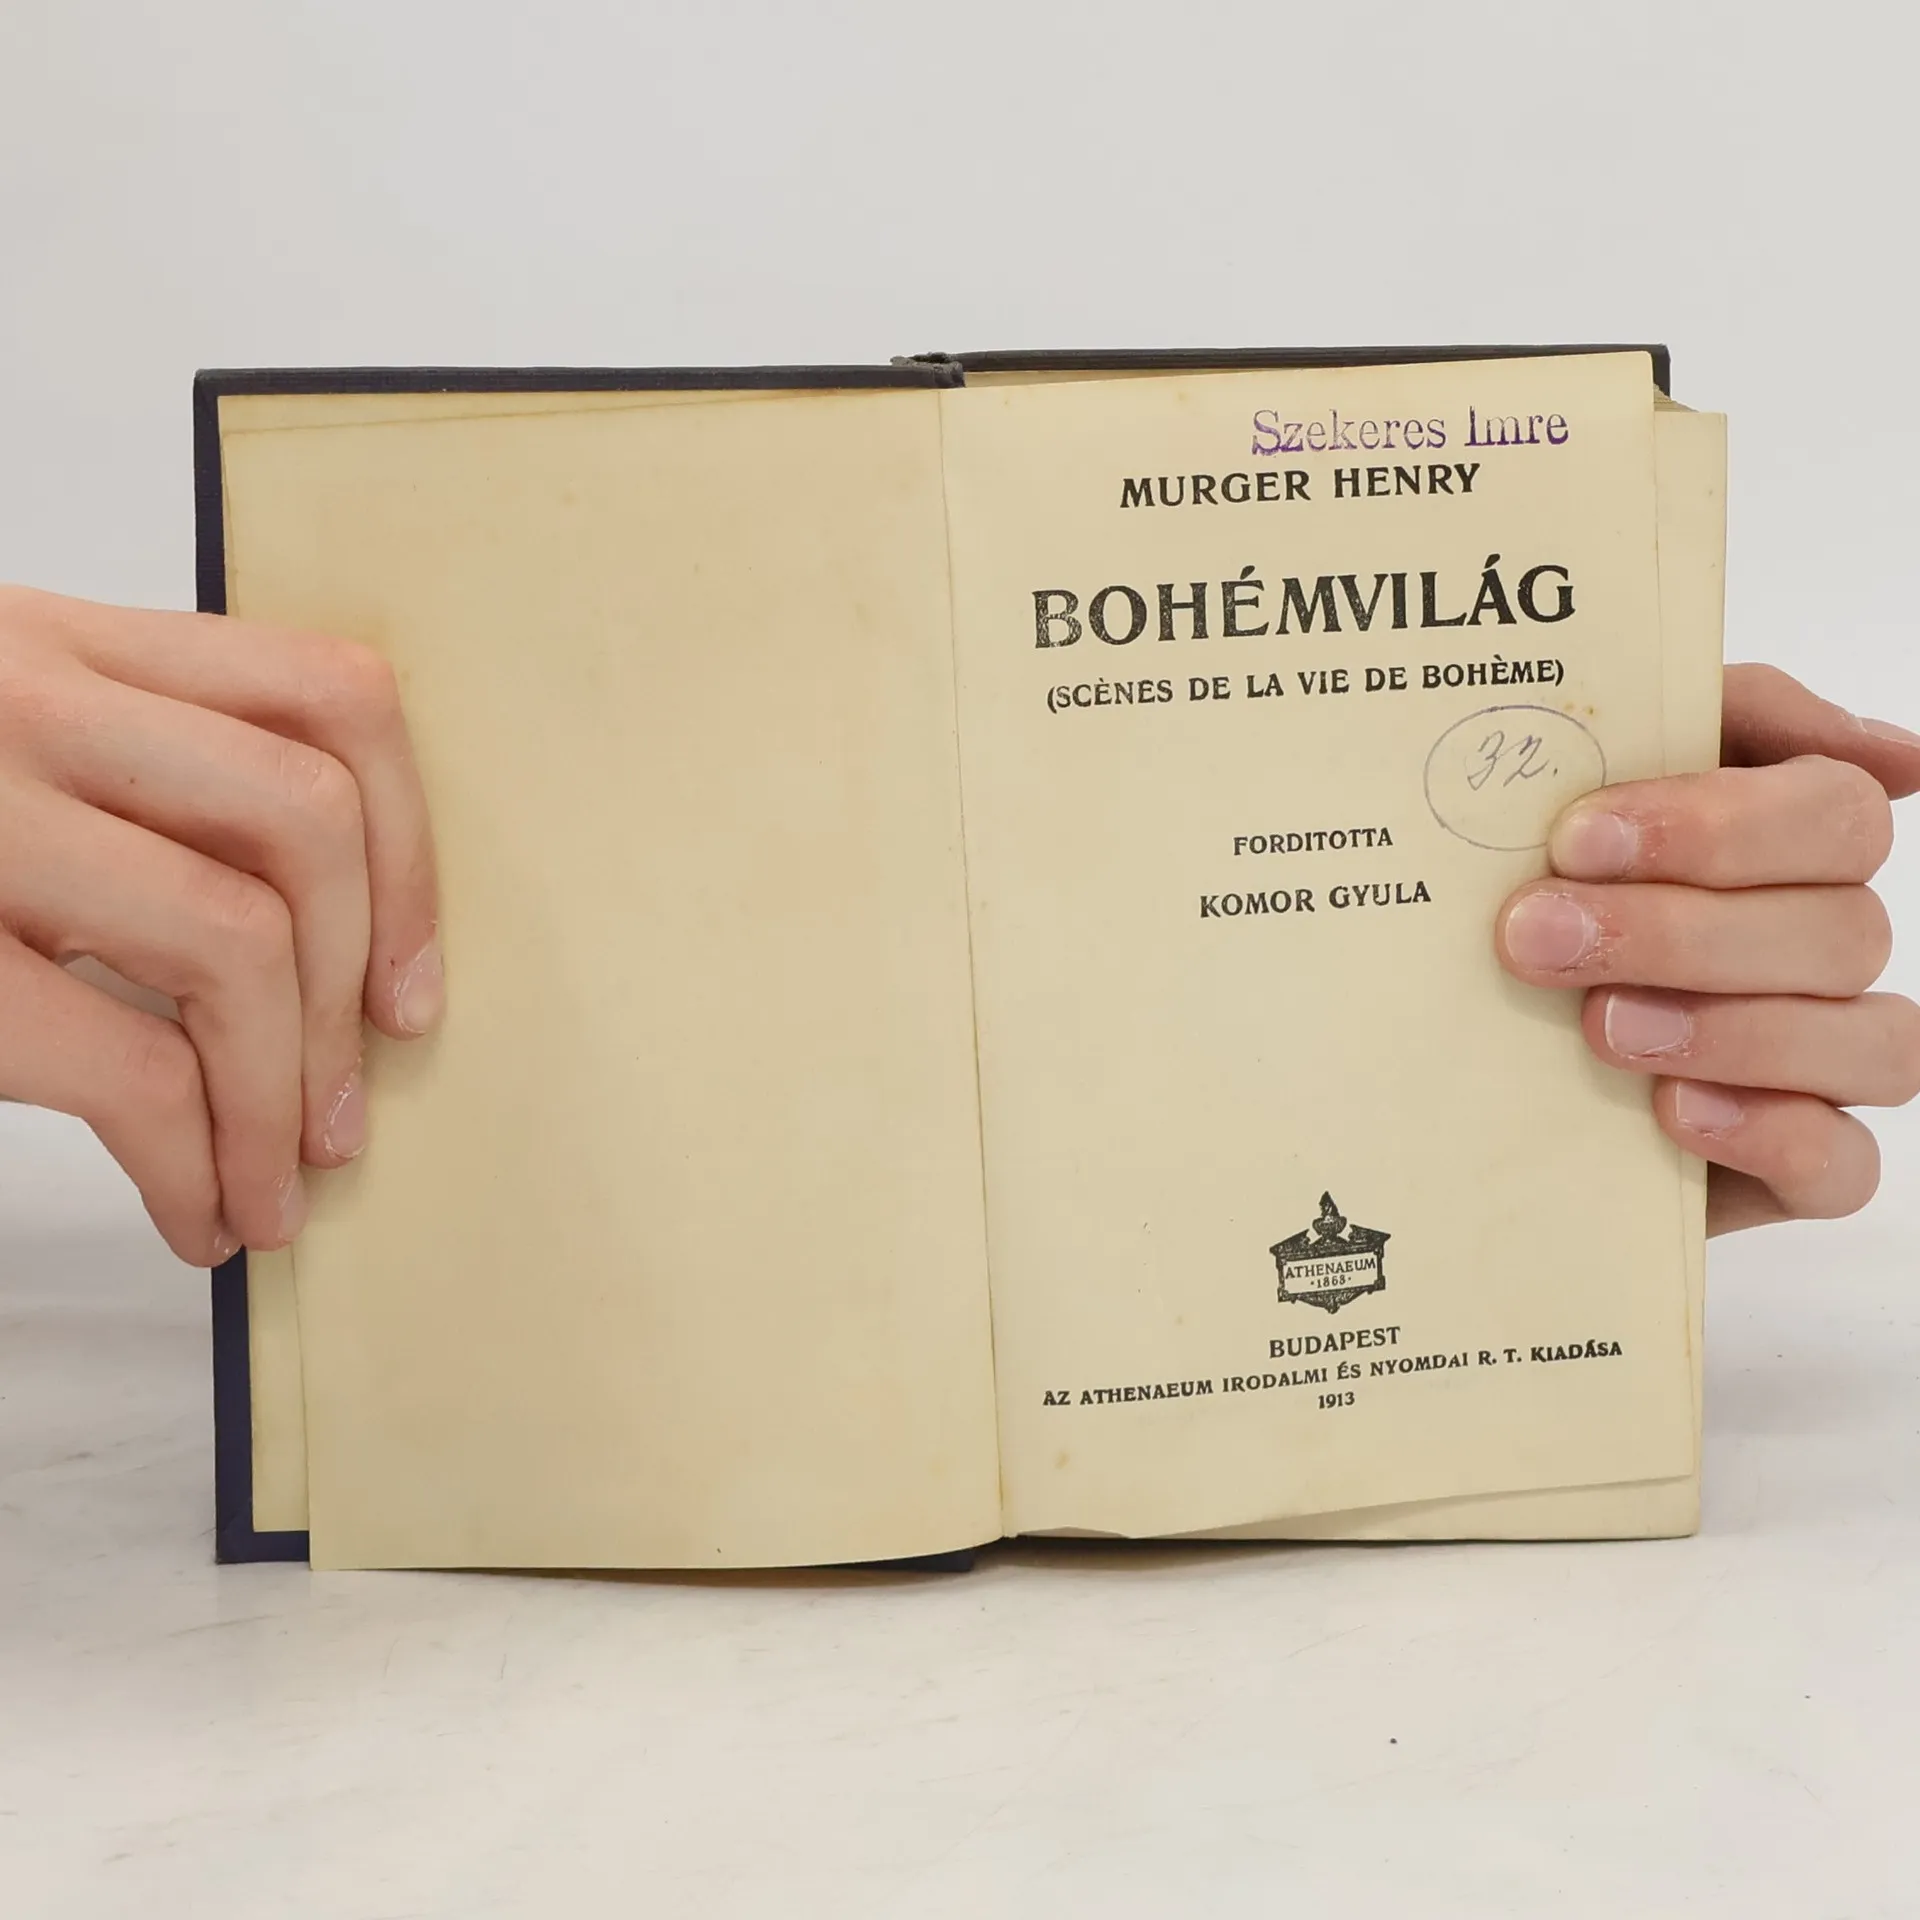 Szekeres Imre
MURGER HENRY
BOHÉMVILÁG
(SCÈNES DE LA VIE DE BOHÈME)
32.
FORDITOTTA
KOMOR GYULA
ATHENAEUM
·1868·
BUDAPEST
AZ ATHENAEUM IRODALMI ÉS NYOMDAI R. T. KIADÁSA
1913